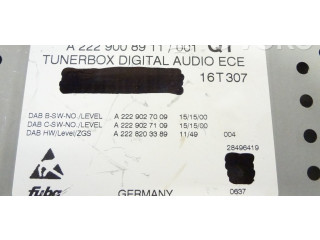 A 222 900 89 11 / 001 Q1
TUNERBOX DIGITAL AUDIO ECE
16T307
DAB B-SW-NO /LEVEL A 222 902 70 09 15/15/00
DAB C-SW-NO /LEVEL A 222 902 71 09 15/15/00
DAB HW/Level/ZGS A 222 820 33 89 11/49 004
28496419
fuba GERMANY 0637